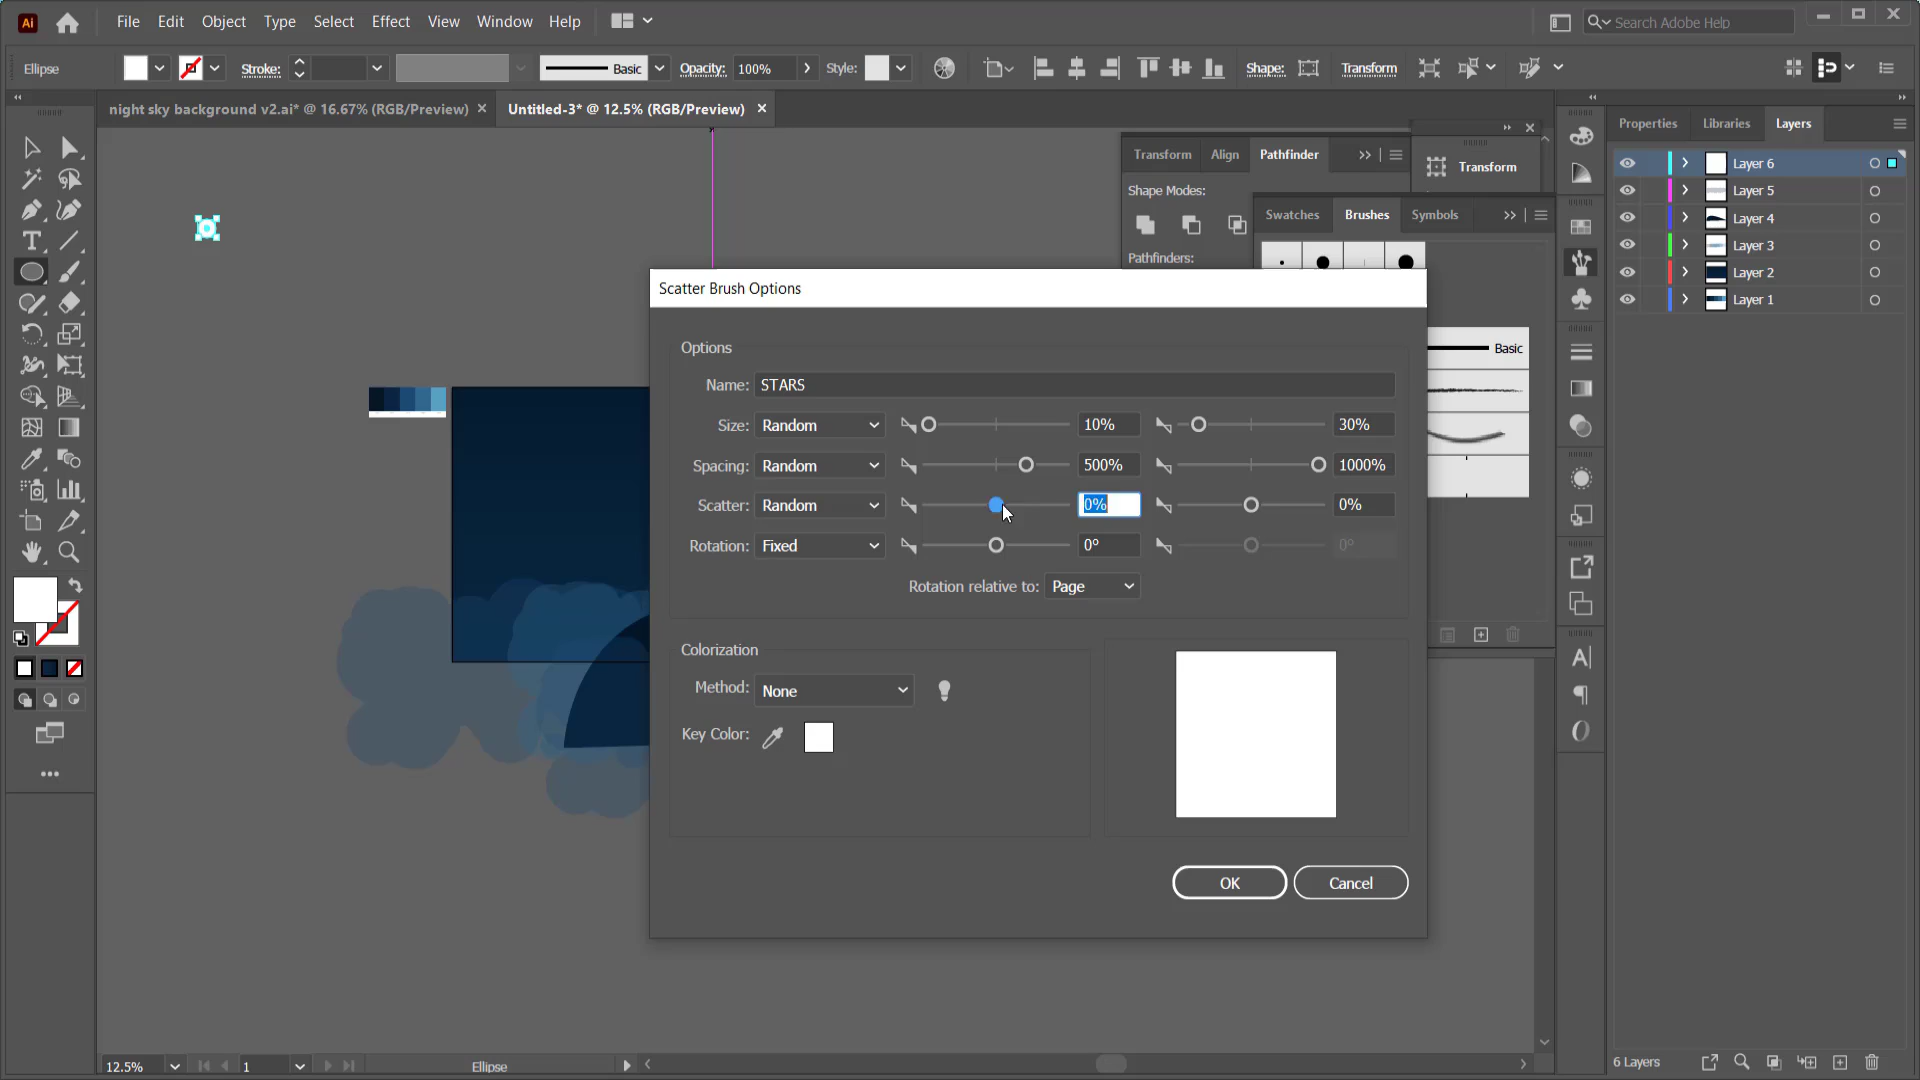 Ai
File Edit Object Type Select Effect View Window Help
Search Adobe Help
Ellipse
Stroke:
Basic
Opacity: 100%
Style:
Shape:
Transform
night sky background v2.ai* @ 16.67% (RGB/Preview)
Untitled-3* @ 12.5% (RGB/Preview)
Properties Libraries Layers
Transform Align Pathfinder
Transform
Shape Modes:
Swatches Brushes Symbols
Pathfinders:
Layer 6
Layer 5
Layer 4
Layer 3
Layer 2
Layer 1
Scatter Brush Options
Options
Name: STARS
Size: Random 10% 30%
Spacing: Random 500% 1000%
Scatter: Random 0% 0%
Rotation: Fixed 0° 0°
Rotation relative to: Page
Basic
Colorization
Method: None
Key Color:
OK Cancel
12.5%
1
Ellipse
6 Layers